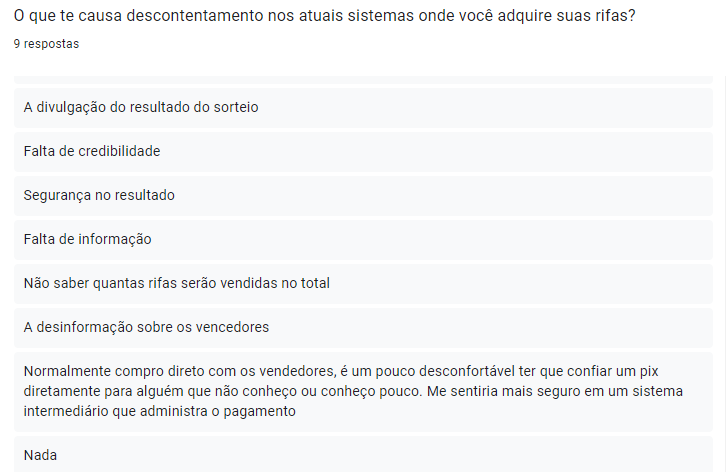 O que te causa descontentamento nos atuais sistemas onde você adquire suas rifas?
9 respostas
A divulgação do resultado do sorteio
Falta de credibilidade
Segurança no resultado
Falta de informação
Não saber quantas rifas serão vendidas no total
A desinformação sobre os vencedores
Normalmente compro direto com os vendedores, é um pouco desconfortável ter que confiar um pix
diretamente para alguém que não conheço ou conheço pouco. Me sentiria mais seguro em um sistema
intermediário que administra o pagamento
Nada